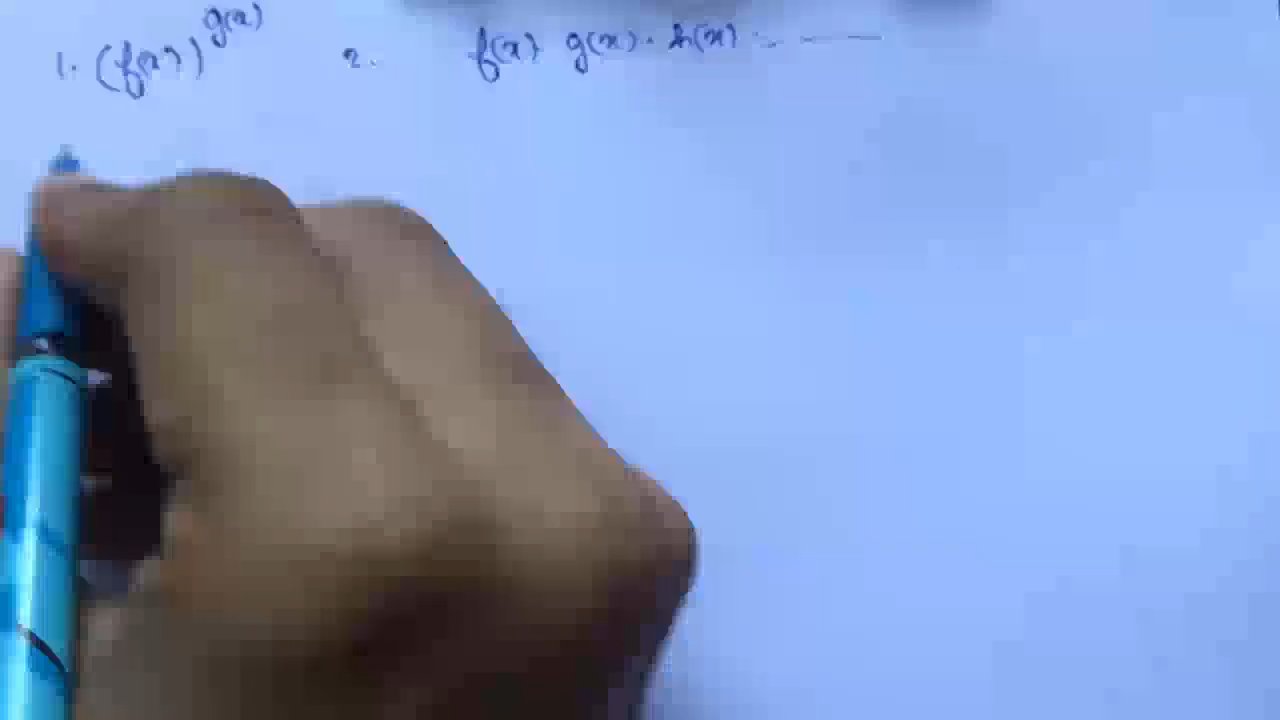 1. (f(x))^g(x) 2. f(x) g(x) · h(x) · ......